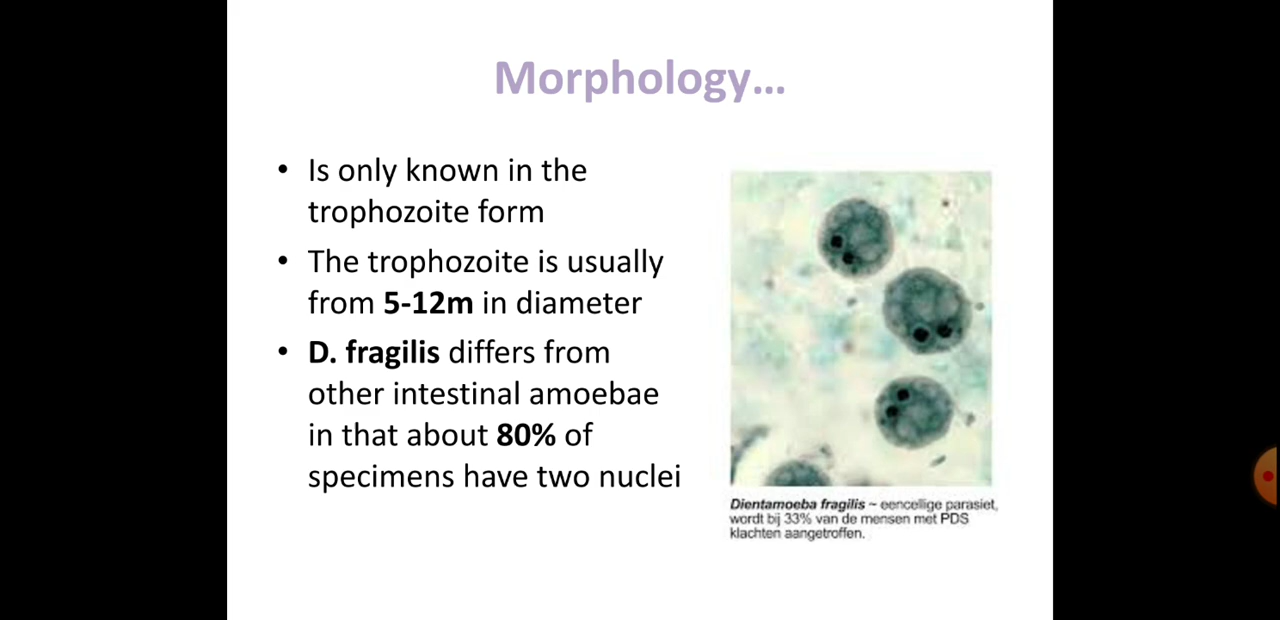 Morphology…
• Is only known in the
trophozoite form
• The trophozoite is usually
from 5-12m in diameter
• D. fragilis differs from
other intestinal amoebae
in that about 80% of
specimens have two nuclei
Dientamoeba fragilis ~ eencellige parasiet,
wordt bij 33% van de mensen met PDS
klachten aangetroffen.